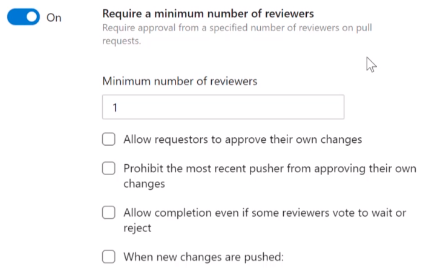 On
Require a minimum number of reviewers
Require approval from a specified number of reviewers on pull
requests.
Minimum number of reviewers
1
Allow requestors to approve their own changes
Prohibit the most recent pusher from approving their own
changes
Allow completion even if some reviewers vote to wait or
reject
When new changes are pushed: